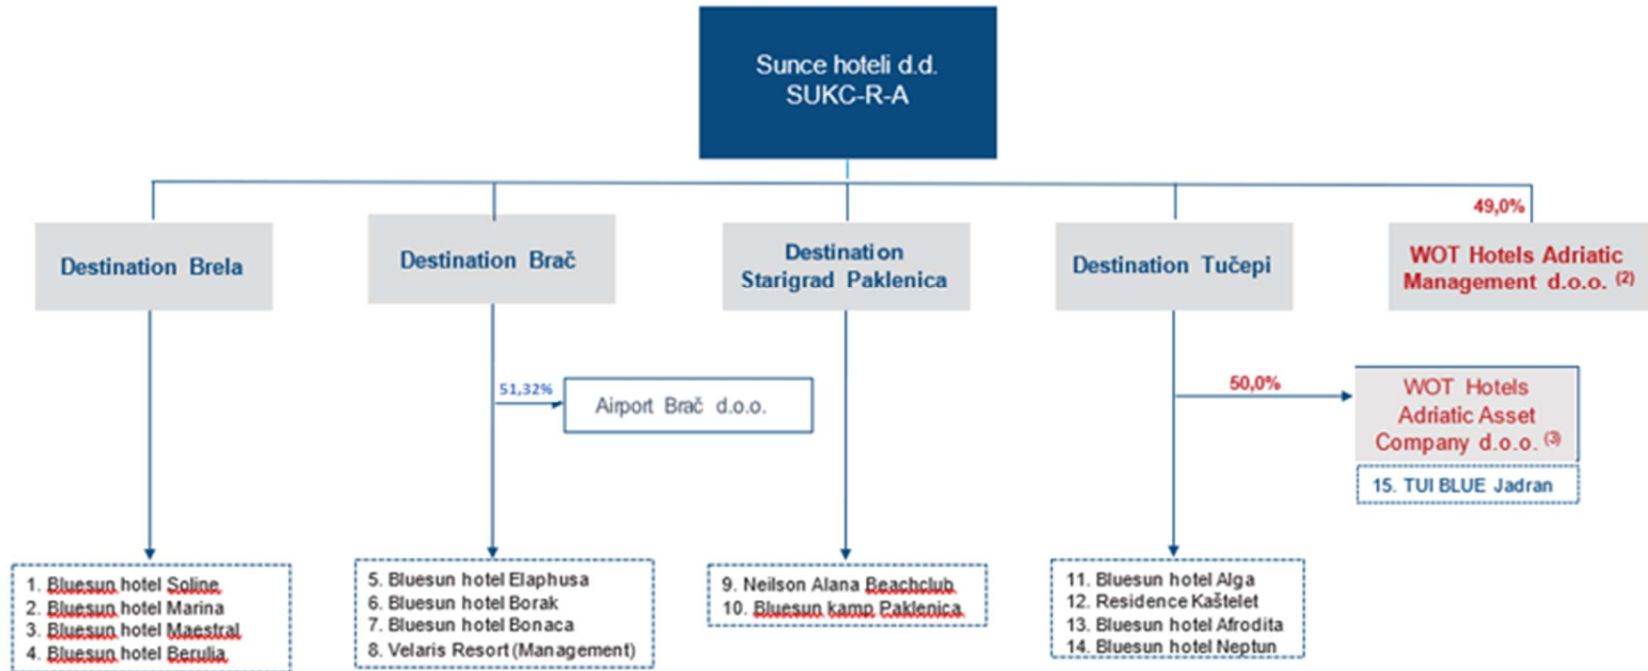 Sunce hoteli d.d.
SUKC-R-A
49,0%
Destination Brela
Destination Brač
Destination
Starigrad Paklenica
Destination Tučepi
WOT Hotels Adriatic
Management d.o.o. (2)
51,32%
Airport Brač d.o.o.
50,0%
WOT Hotels
Adriatic Asset
Company d.o.o. (3)
15. TUI BLUE Jadran
1. Bluesun hotel Soline
2. Bluesun hotel Marina
3. Bluesun hotel Maestral
4. Bluesun hotel Berulia
5. Bluesun hotel Elaphusa
6. Bluesun hotel Borak
7. Bluesun hotel Bonaca
8. Velaris Resort (Management)
9. Neilson Alana Beachclub
10. Bluesun kamp Paklenica
11. Bluesun hotel Alga
12. Residence Kaštelet
13. Bluesun hotel Afrodita
14. Bluesun hotel Neptun